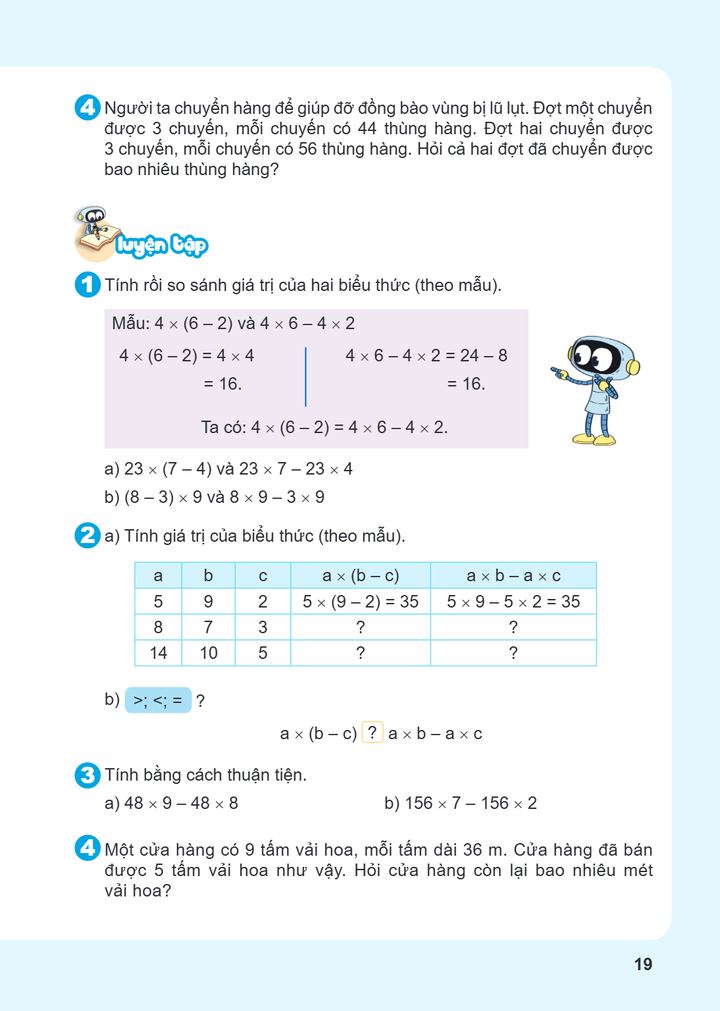 4 Người ta chuyển hàng để giúp đỡ đồng bào vùng bị lũ lụt. Đợt một chuyển
được 3 chuyến, mỗi chuyến có 44 thùng hàng. Đợt hai chuyển được
3 chuyến, mỗi chuyến có 56 thùng hàng. Hỏi cả hai đợt đã chuyển được
bao nhiêu thùng hàng?
luyện tập
1 Tính rồi so sánh giá trị của hai biểu thức (theo mẫu).
Mẫu: 4 × (6 – 2) và 4 × 6 – 4 × 2
4 × (6 – 2) = 4 × 4 4 × 6 – 4 × 2 = 24 – 8
= 16. = 16.
Ta có: 4 × (6 – 2) = 4 × 6 – 4 × 2.
a) 23 × (7 – 4) và 23 × 7 – 23 × 4
b) (8 – 3) × 9 và 8 × 9 – 3 × 9
2 a) Tính giá trị của biểu thức (theo mẫu).
a b c a × (b – c) a × b – a × c
5 9 2 5 × (9 – 2) = 35 5 × 9 – 5 × 2 = 35
8 7 3 ? ?
14 10 5 ? ?
b) >; <; = ?
a × (b – c) ? a × b – a × c
3 Tính bằng cách thuận tiện.
a) 48 × 9 – 48 × 8 b) 156 × 7 – 156 × 2
4 Một cửa hàng có 9 tấm vải hoa, mỗi tấm dài 36 m. Cửa hàng đã bán
được 5 tấm vải hoa như vậy. Hỏi cửa hàng còn lại bao nhiêu mét
vải hoa?
19